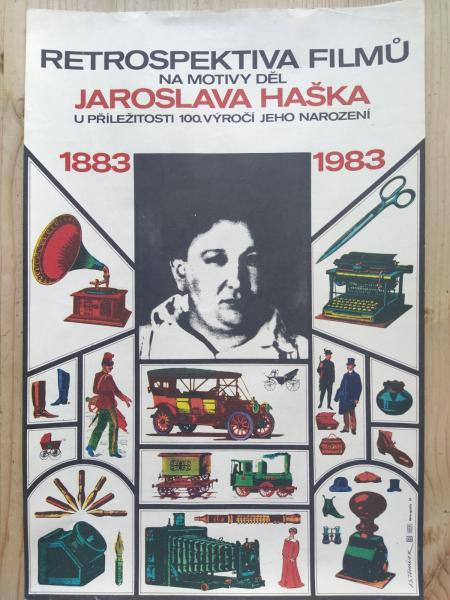 RETROSPEKTIVA FILMŮ
NA MOTIVY DĚL
JAROSLAVA HAŠKA
U PŘÍLEŽITOSTI 100. VÝROČÍ JEHO NAROZENÍ
1883 1983